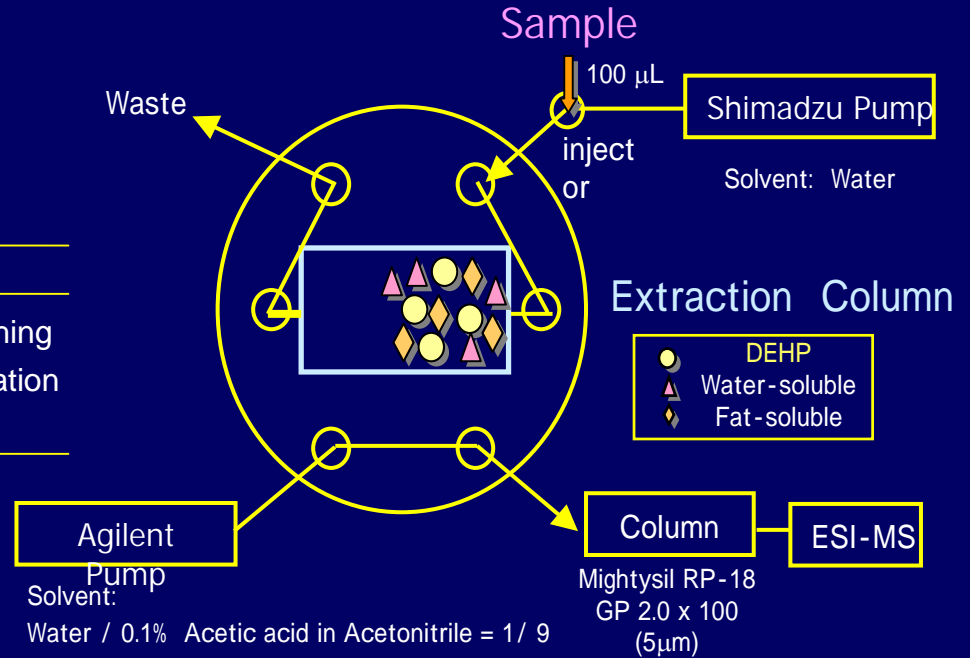 Sample
100 μL
Waste
Shimadzu Pump
inject
or
Solvent: Water
Extraction Column
DEHP
Water-soluble
Fat-soluble
ning
ation
Agilent
Pump
Solvent:
Water / 0.1% Acetic acid in Acetonitrile = 1/ 9
Column
ESI-MS
Mightysil RP-18
GP 2.0 x 100
(5μm)